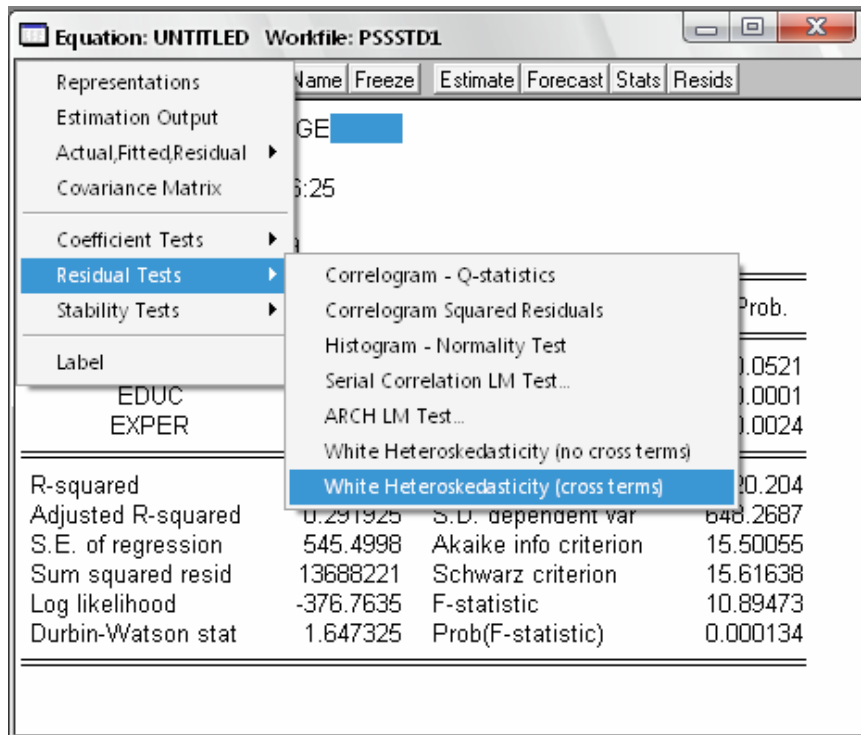 Equation: UNTITLED Workfile: PSSSTD1
Name Freeze Estimate Forecast Stats Resids
Representations
Estimation Output
Actual,Fitted,Residual
Covariance Matrix
Coefficient Tests
Residual Tests
Stability Tests
Label
GE
6:25
Correlogram - Q-statistics
Correlogram Squared Residuals
Histogram - Normality Test
Serial Correlation LM Test...
ARCH LM Test...
White Heteroskedasticity (no cross terms)
White Heteroskedasticity (cross terms)
Prob.
0.0521
EDUC 0.0001
EXPER 0.0024
R-squared 20.204
Adjusted R-squared 0.291925 S.D. dependent var 648.2687
S.E. of regression 545.4998 Akaike info criterion 15.50055
Sum squared resid 13688221 Schwarz criterion 15.61638
Log likelihood -376.7635 F-statistic 10.89473
Durbin-Watson stat 1.647325 Prob(F-statistic) 0.000134